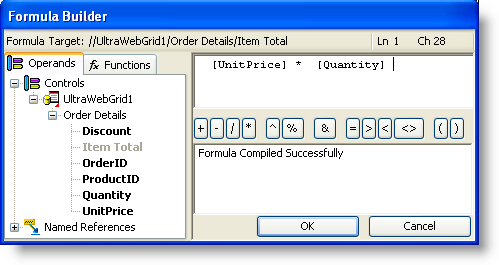 Formula Builder
Formula Target: //UltraWebGrid1/Order Details/Item Total Ln 1 Ch 28
Operands fx Functions
Controls
UltraWebGrid1
Order Details
Discount
Item Total
OrderID
ProductID
Quantity
UnitPrice
Named References
[UnitPrice] * [Quantity]
+ - / * ^ % & = > < <> ( )
Formula Compiled Successfully
OK Cancel